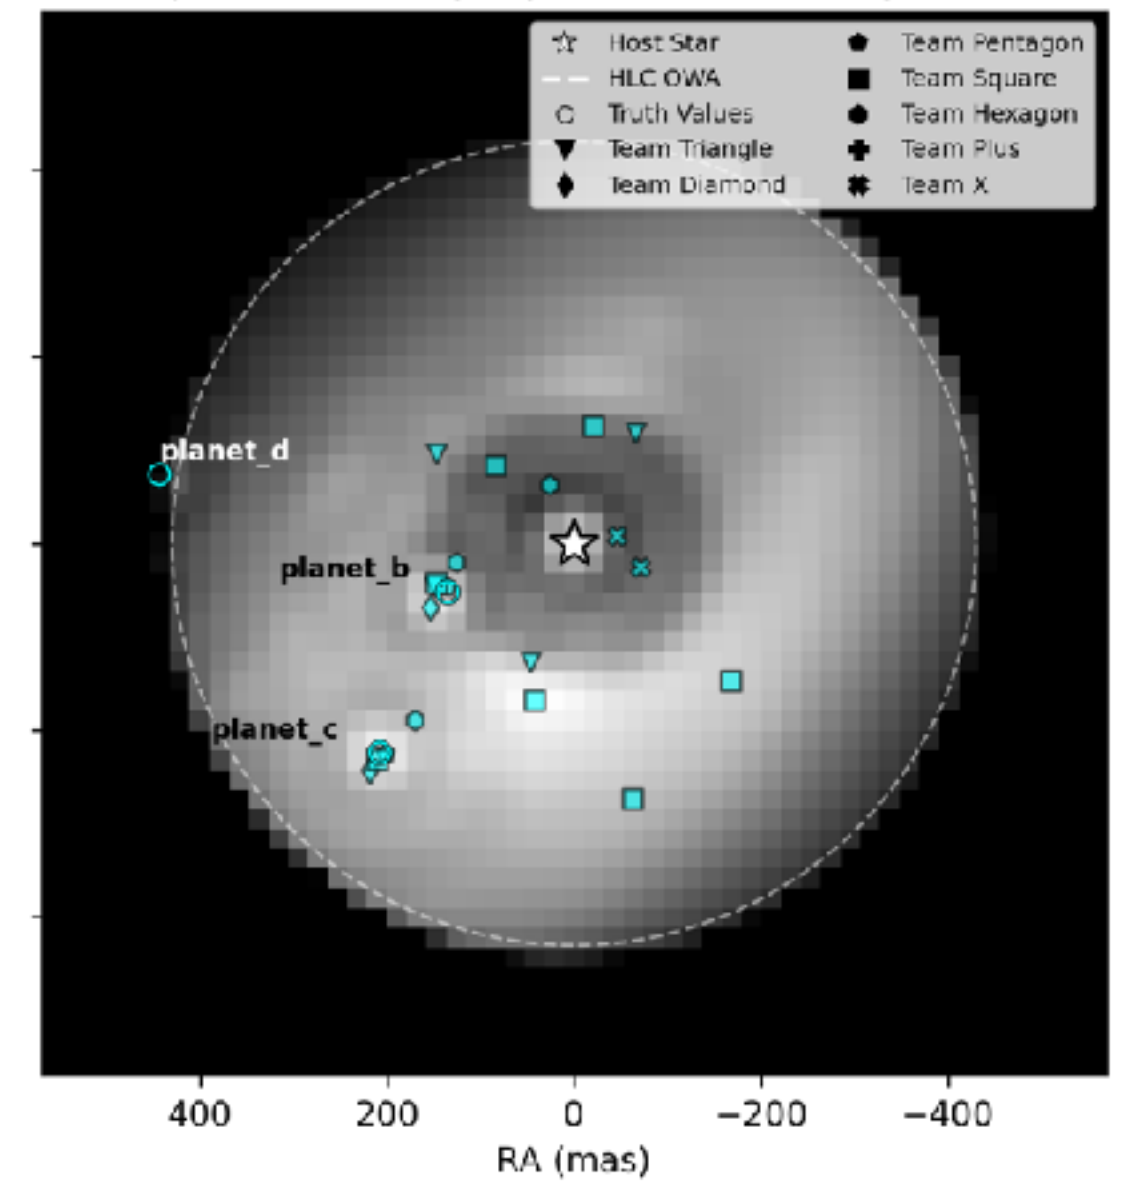 Host Star
HLC OWA
Truth Values
Team Triangle
Team Diamond
Team Pentagon
Team Square
Team Hexagon
Team Plus
Team X
planet_d
planet_b
planet_c
400 200 0 −200 −400
RA (mas)